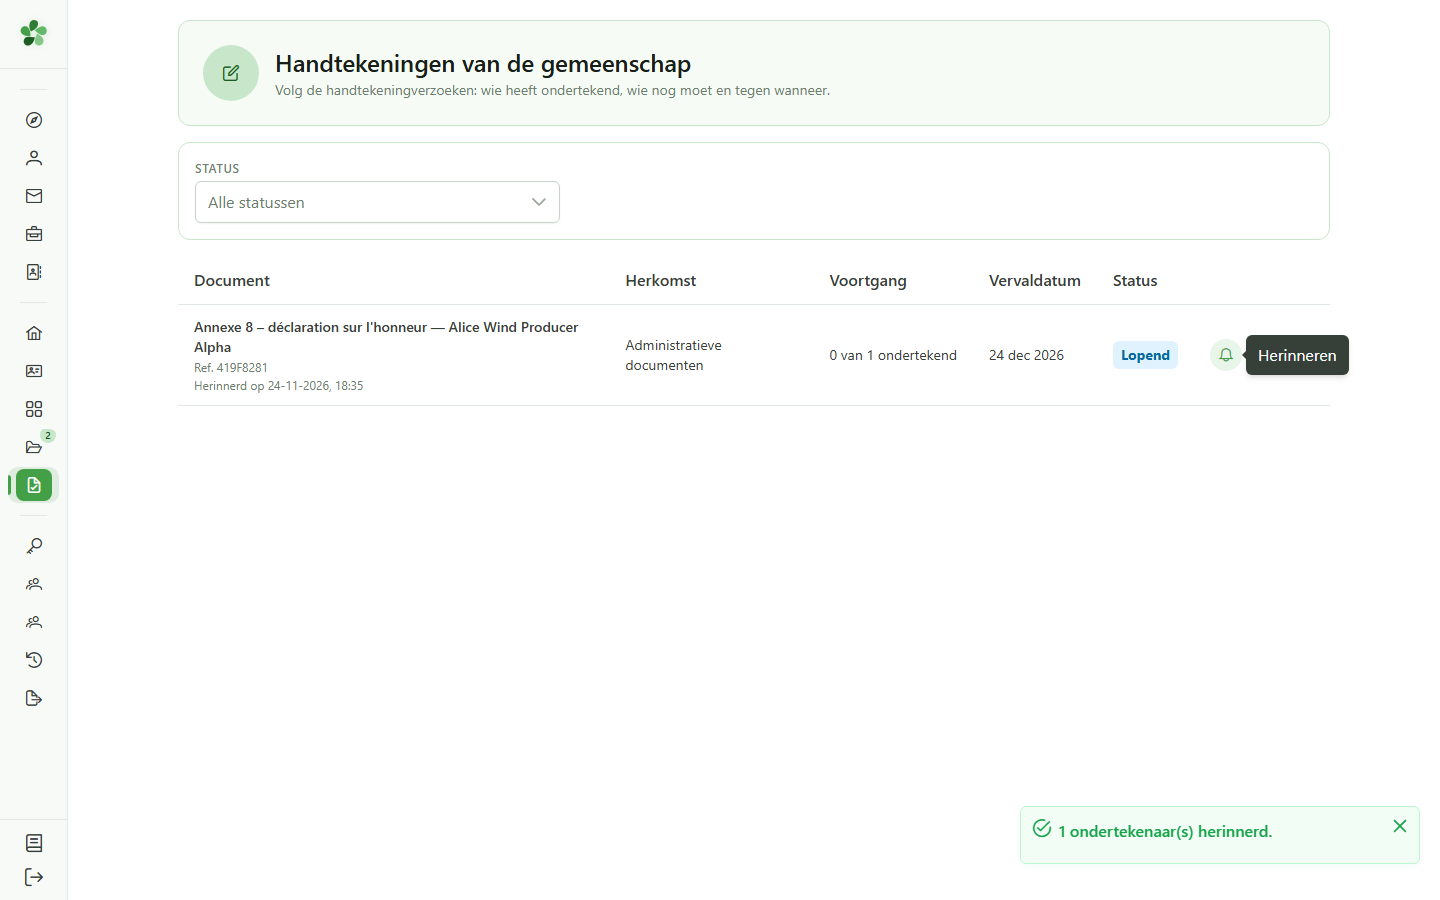 Handtekeningen van de gemeenschap
Volg de handtekeningverzoeken: wie heeft ondertekend, wie nog moet en tegen wanneer.
STATUS
Alle statussen
Document
Herkomst
Voortgang
Vervaldatum
Status
Annexe 8 – déclaration sur l'honneur — Alice Wind Producer
Alpha
Ref. 419F8281
Herinnerd op 24-11-2026, 18:35
Administratieve
documenten
0 van 1 ondertekend
24 dec 2026
Lopend
Herinneren
2
1 ondertekenaar(s) herinnerd.